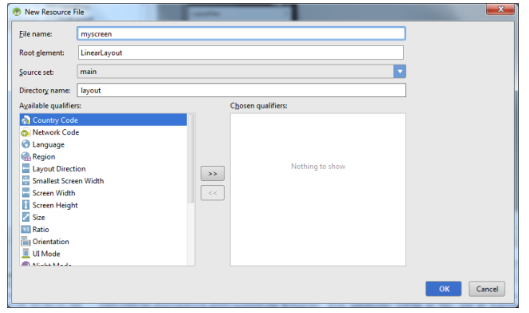 New Resource File
File name: myscreen
Root element: LinearLayout
Source set: main
Directory name: layout
Available qualifiers: Chosen qualifiers:
Country Code
Network Code
Language
Region
Layout Direction
Smallest Screen Width
Screen Width
Screen Height
Size
Ratio
Orientation
UI Mode
Night Mode
>>
<<
Nothing to show
OK Cancel